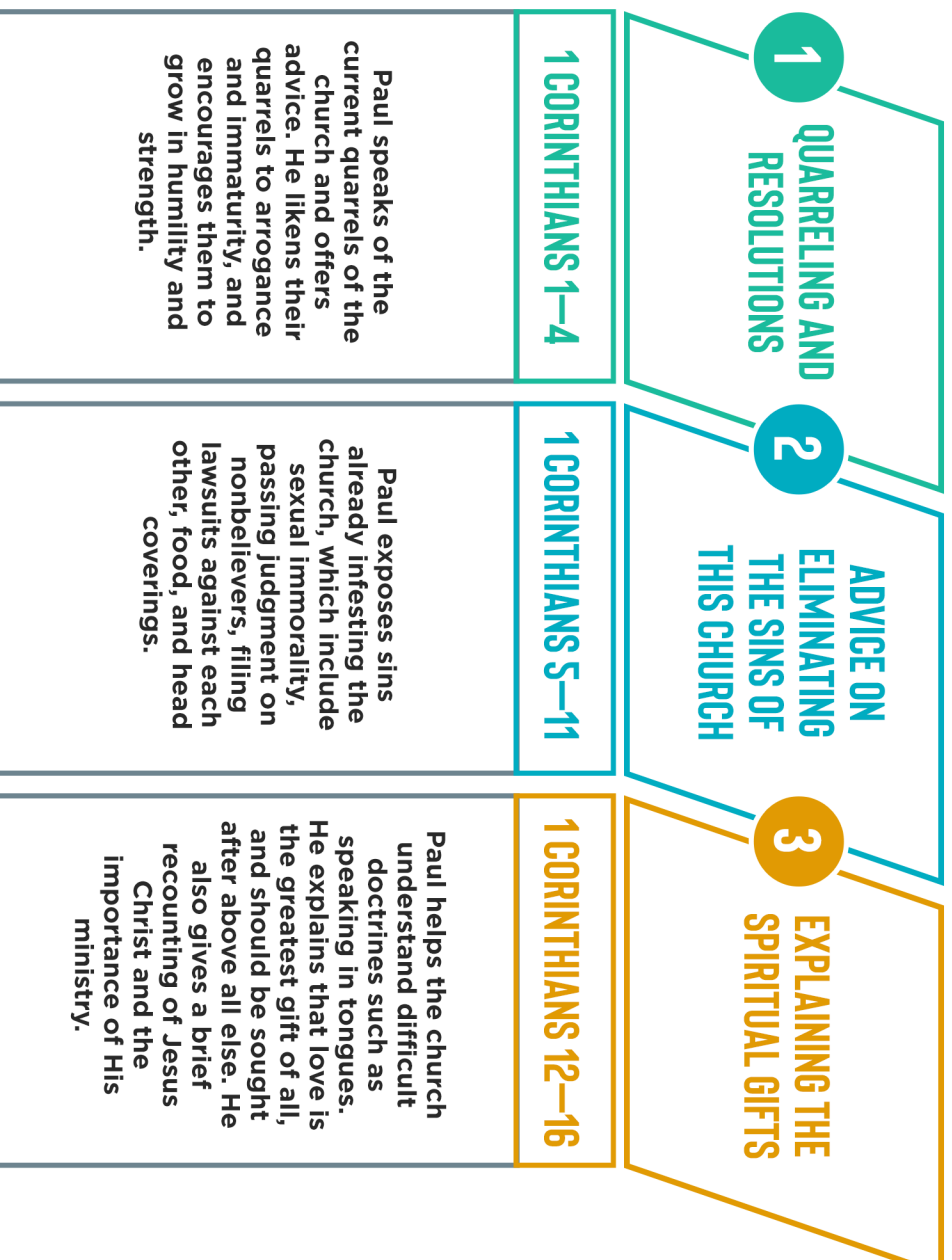 1
QUARRELING AND
RESOLUTIONS
1 CORINTHIANS 1—4
Paul speaks of the
current quarrels of the
church and offers
advice. He likens their
quarrels to arrogance
and immaturity, and
encourages them to
grow in humility and
strength.
2
ADVICE ON
ELIMINATING
THE SINS OF
THIS CHURCH
1 CORINTHIANS 5—11
Paul exposes sins
already infesting the
church, which include
sexual immorality,
passing judgment on
nonbelievers, filing
lawsuits against each
other, food, and head
coverings.
3
EXPLAINING THE
SPIRITUAL GIFTS
1 CORINTHIANS 12—16
Paul helps the church
understand difficult
doctrines such as
speaking in tongues.
He explains that love is
the greatest gift of all,
and should be sought
after above all else. He
also gives a brief
recounting of Jesus
Christ and the
importance of His
ministry.